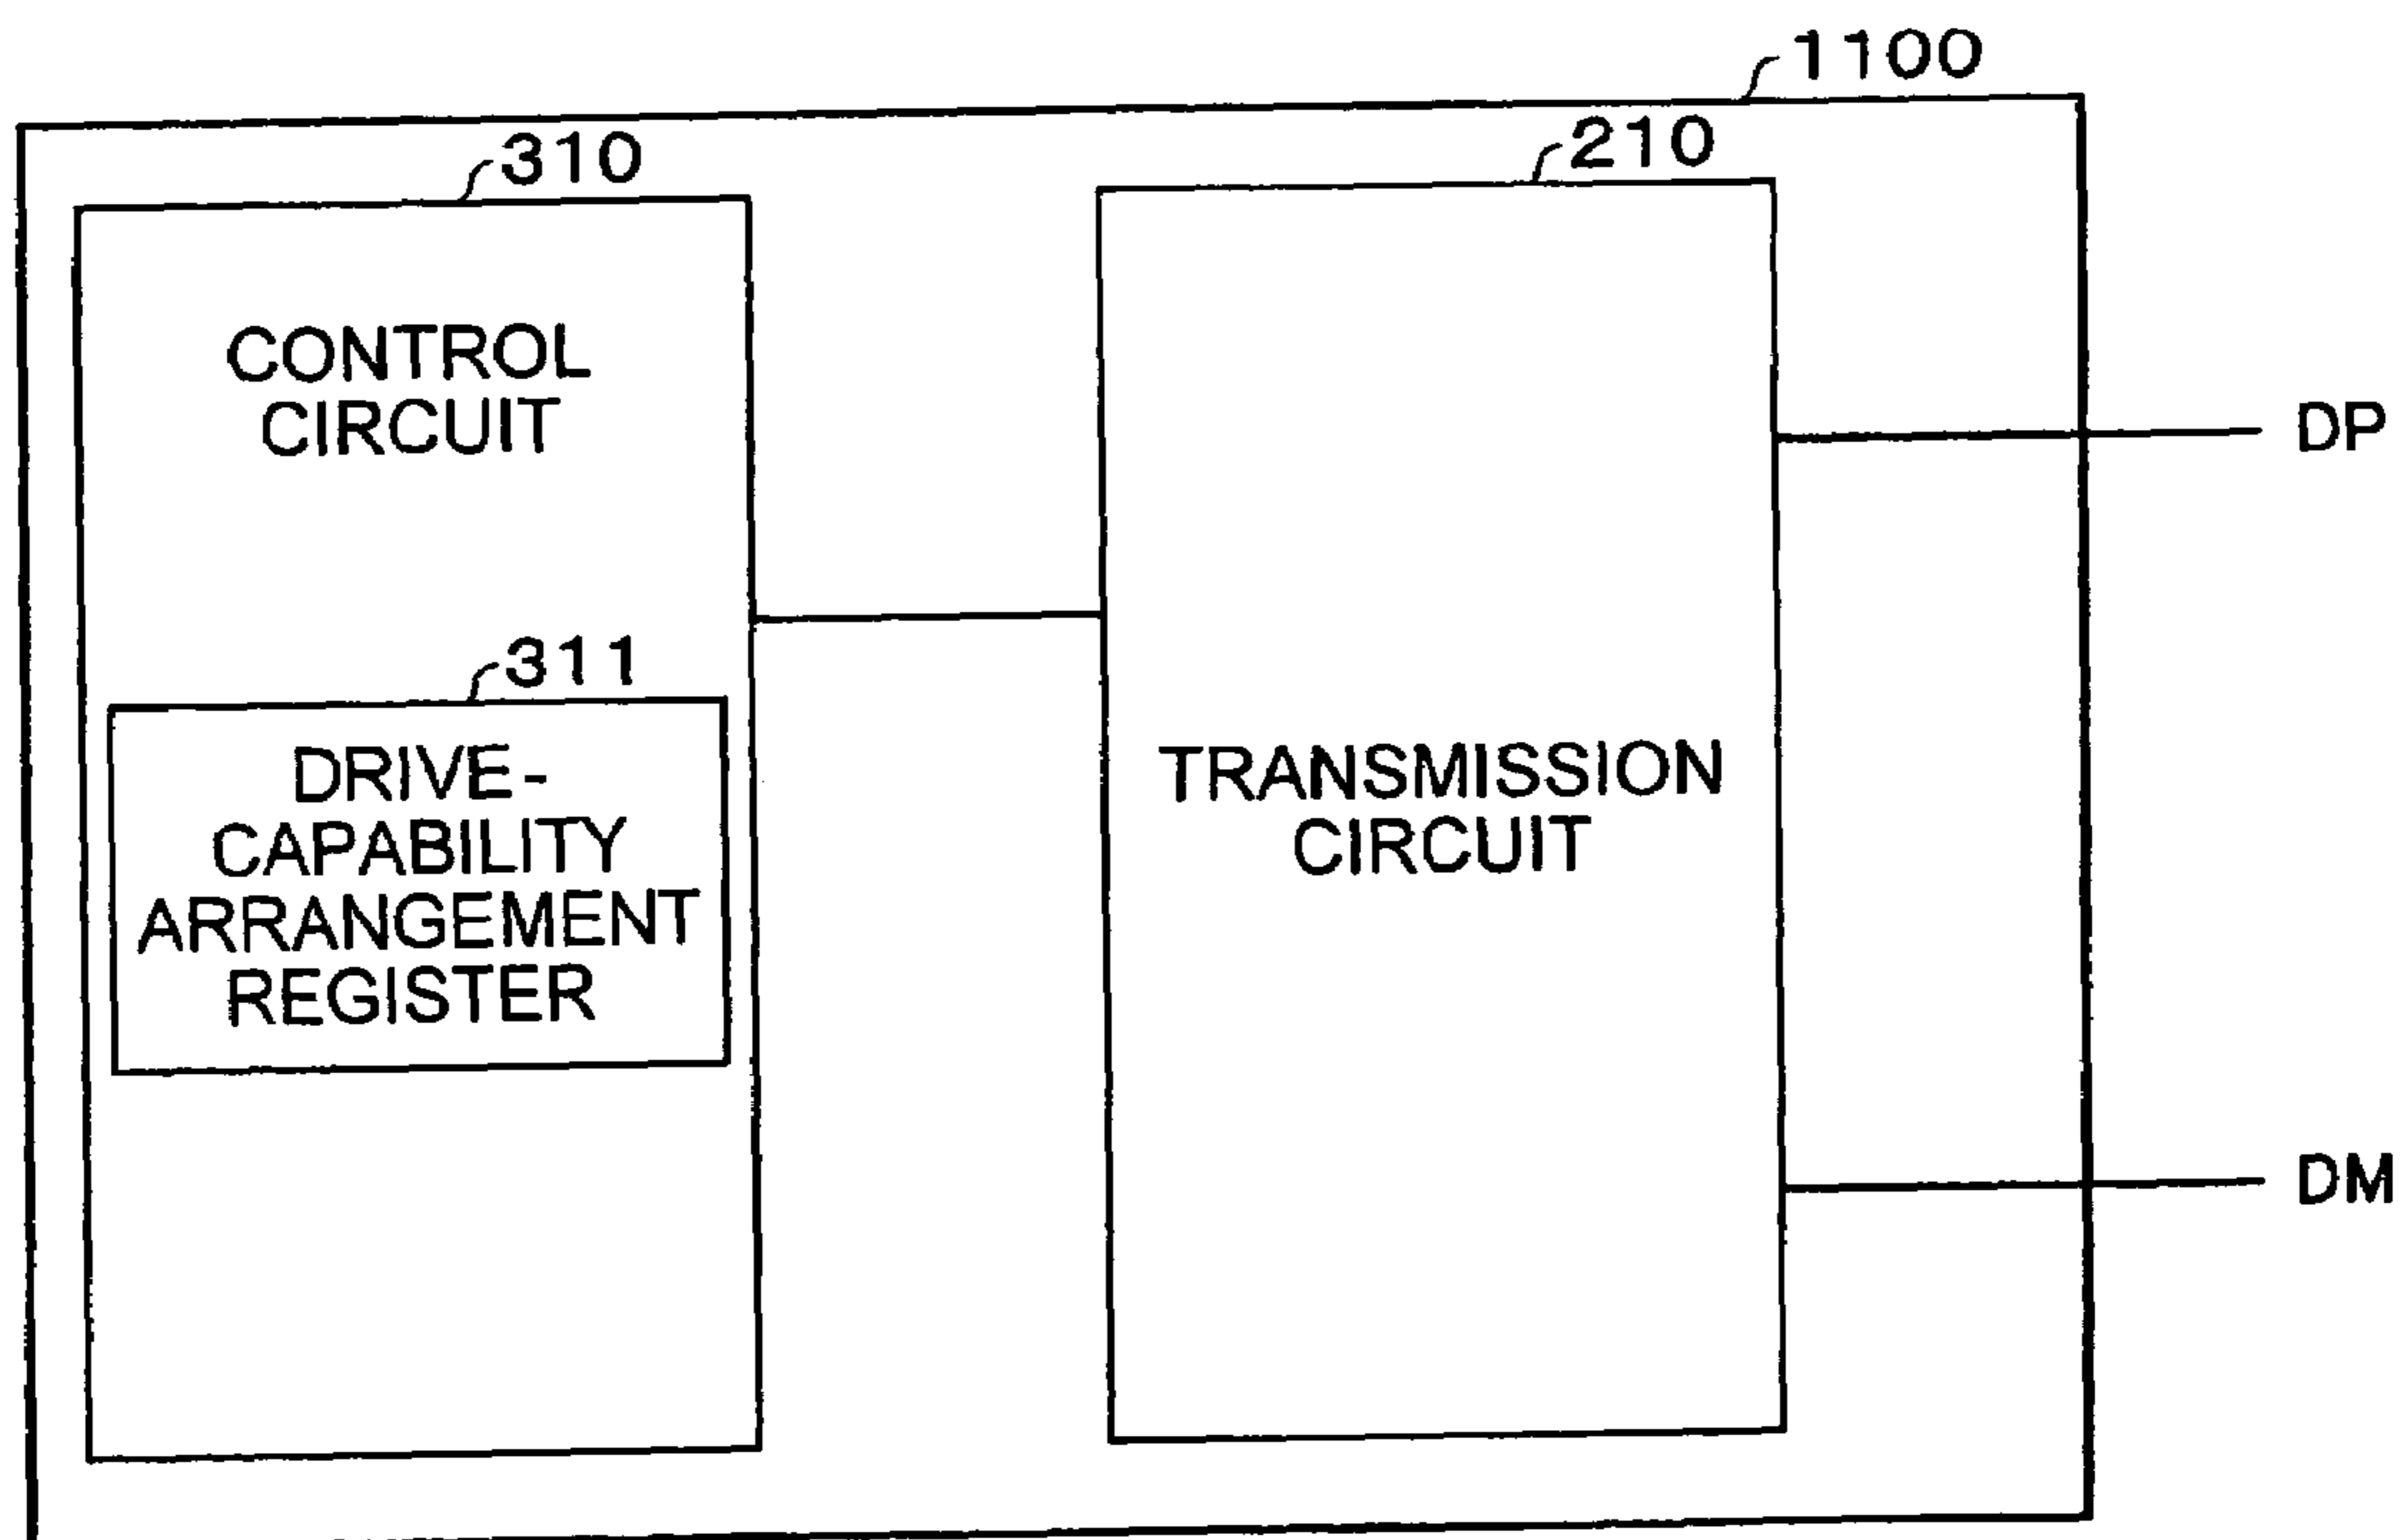 1100
310
210
CONTROL
CIRCUIT
DP
311
DRIVE-
CAPABILITY
ARRANGEMENT
REGISTER
TRANSMISSION
CIRCUIT
DM